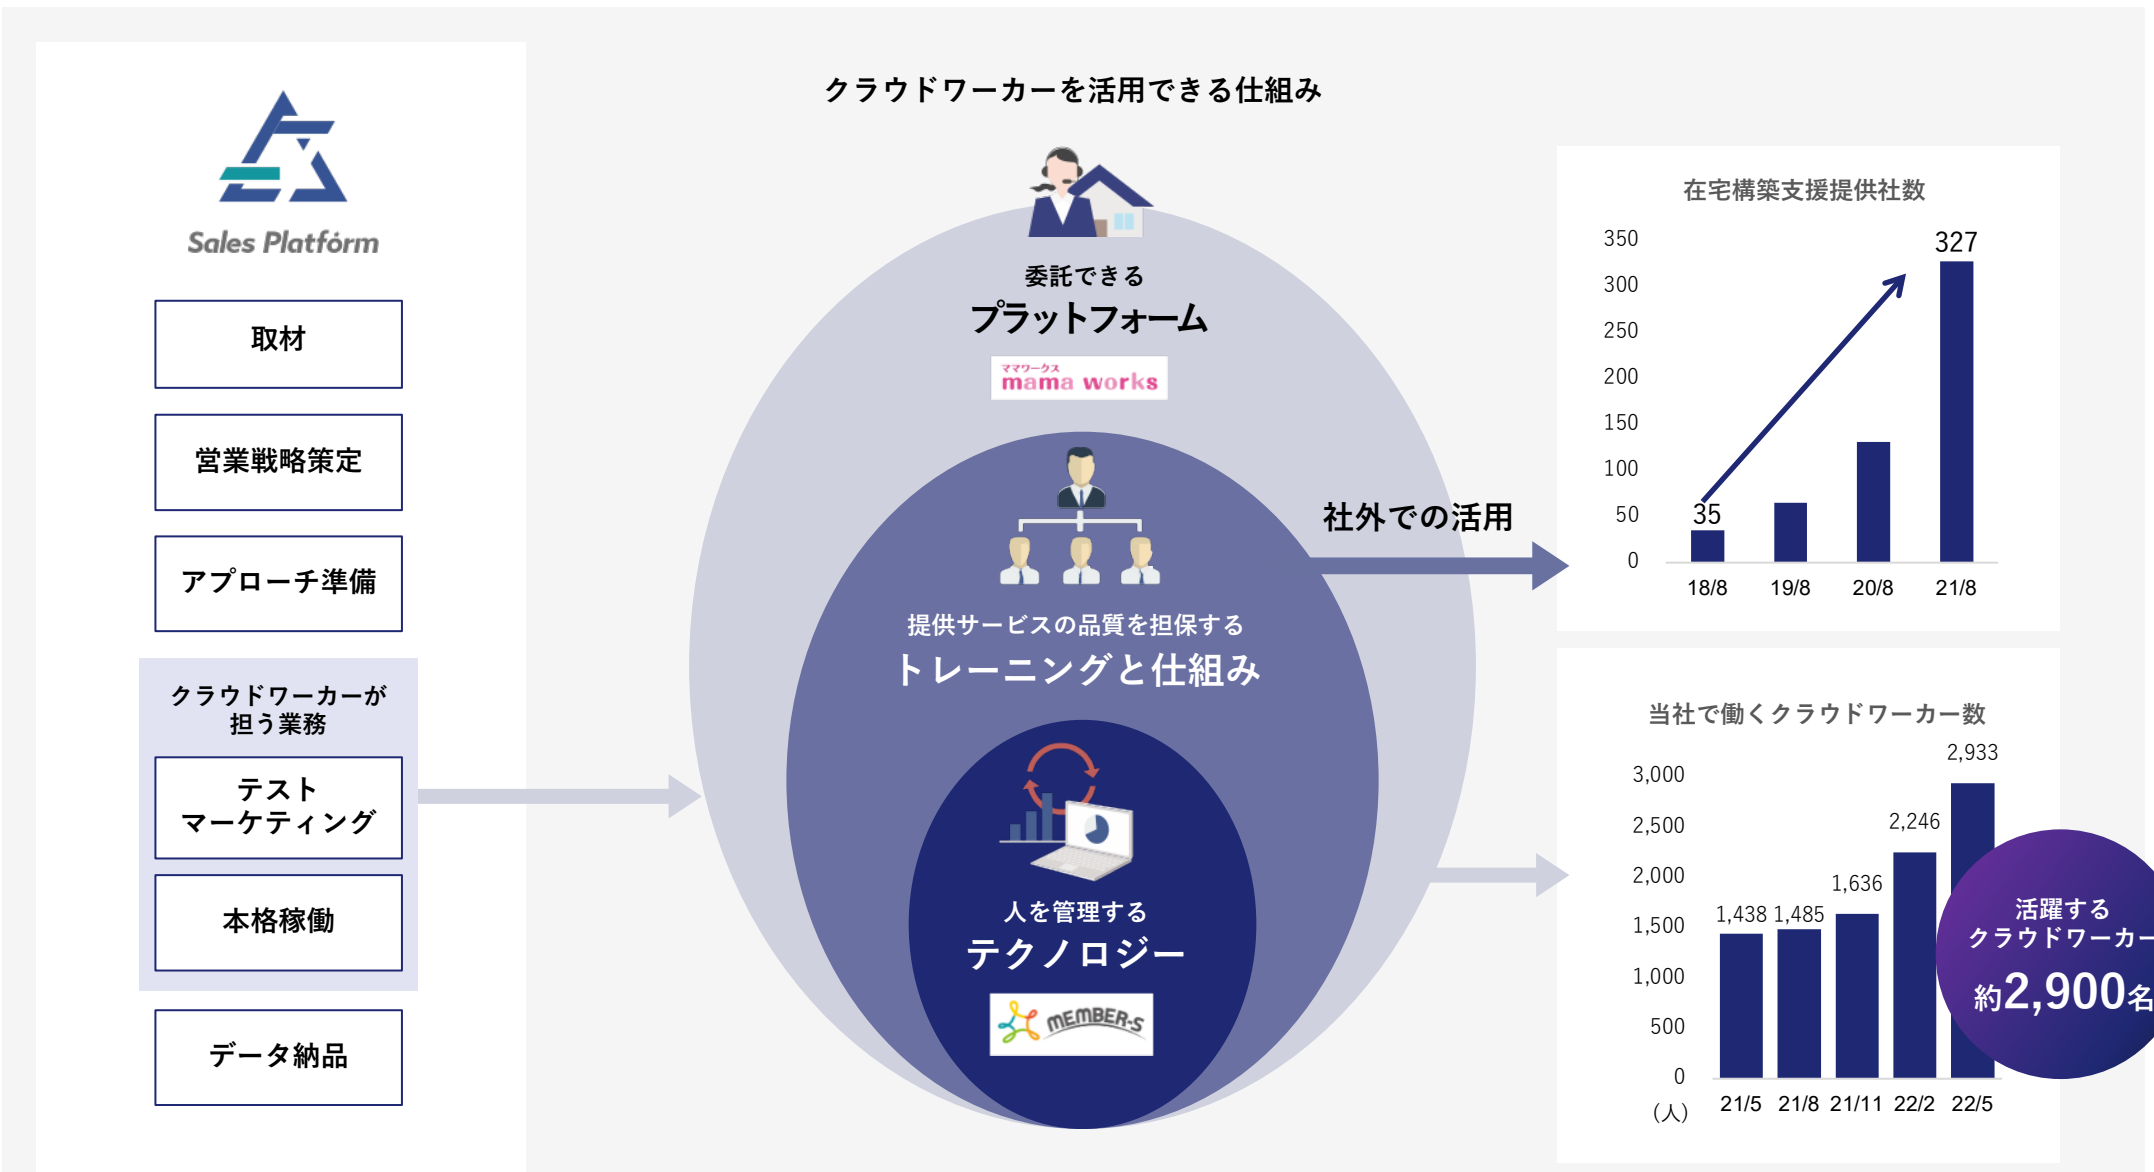 Sales Platform
取材
営業戦略策定
アプローチ準備
クラウドワーカーが
担う業務
テスト
マーケティング
本格稼働
データ納品
クラウドワーカーを活用できる仕組み
委託できる
プラットフォーム
ママワークス
mama works
提供サービスの品質を担保する
トレーニングと仕組み
人を管理する
テクノロジー
MEMBER-S
社外での活用
在宅構築支援提供社数
350
300
250
200
150
100
50
0
327
35
18/8 19/8 20/8 21/8
当社で働くクラウドワーカー数
3,000
2,500
2,000
1,500
1,000
500
0
(人)
1,438 1,485 1,636 2,246 2,933
21/5 21/8 21/11 22/2 22/5
活躍する
クラウドワーカー
約2,900名